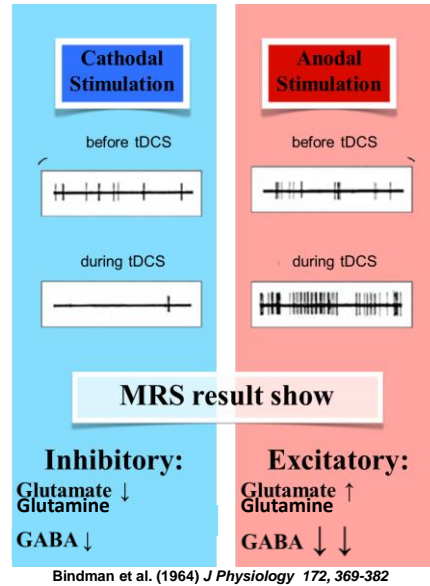 Cathodal
Stimulation
before tDCS
during tDCS
Anodal
Stimulation
before tDCS
during tDCS
MRS result show
Inhibitory:
Glutamate ↓
Glutamine
GABA ↓
Excitatory:
Glutamate ↑
Glutamine
GABA ↓ ↓
Bindman et al. (1964) J Physiology 172, 369-382